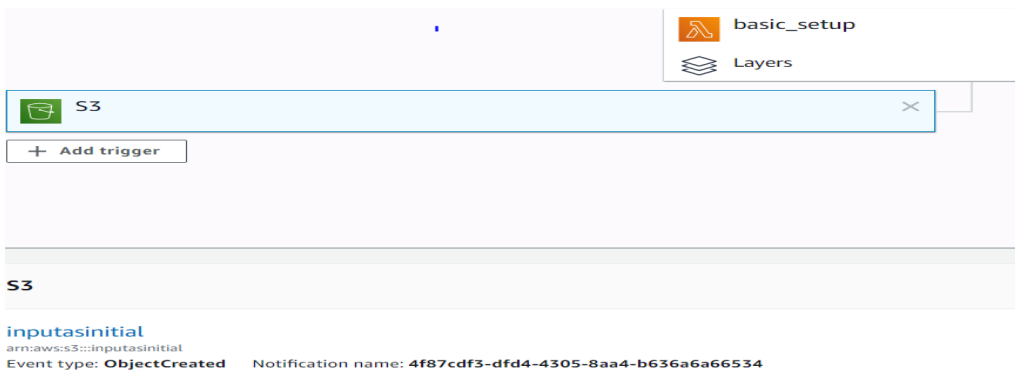 basic_setup
Layers
S3
+ Add trigger
S3
inputasinitial
arn:aws:s3:::inputasinitial
Event type: ObjectCreated Notification name: 4f87cdf3-dfd4-4305-8aa4-b636a6a66534